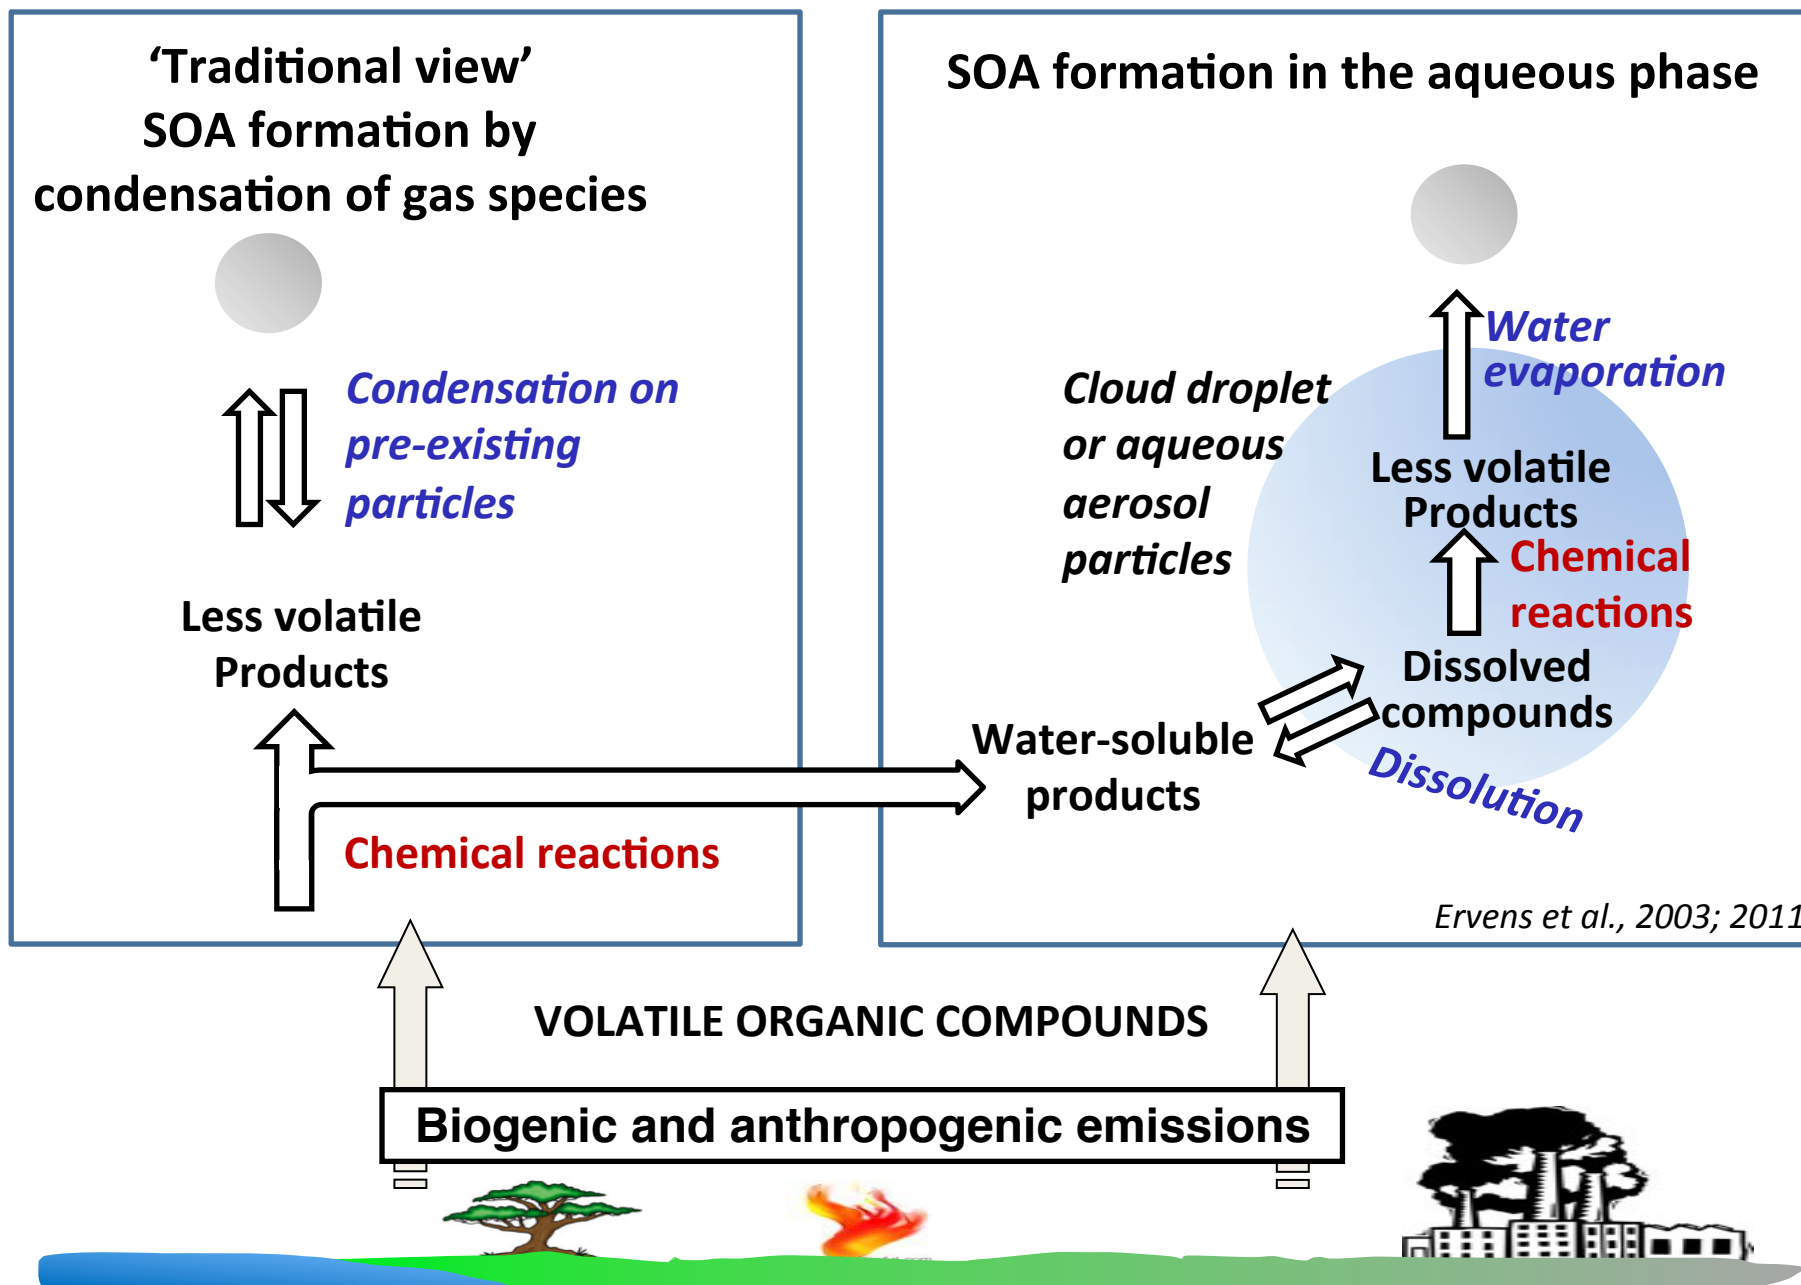 ‘Traditional view’
SOA formation by
condensation of gas species
Condensation on
pre-existing
particles
Less volatile
Products
Chemical reactions
SOA formation in the aqueous phase
Water
evaporation
Cloud droplet
or aqueous
aerosol
particles
Less volatile
Products
Chemical
reactions
Dissolved
compounds
Water-soluble
products
Dissolution
Ervens et al., 2003; 2011
VOLATILE ORGANIC COMPOUNDS
Biogenic and anthropogenic emissions